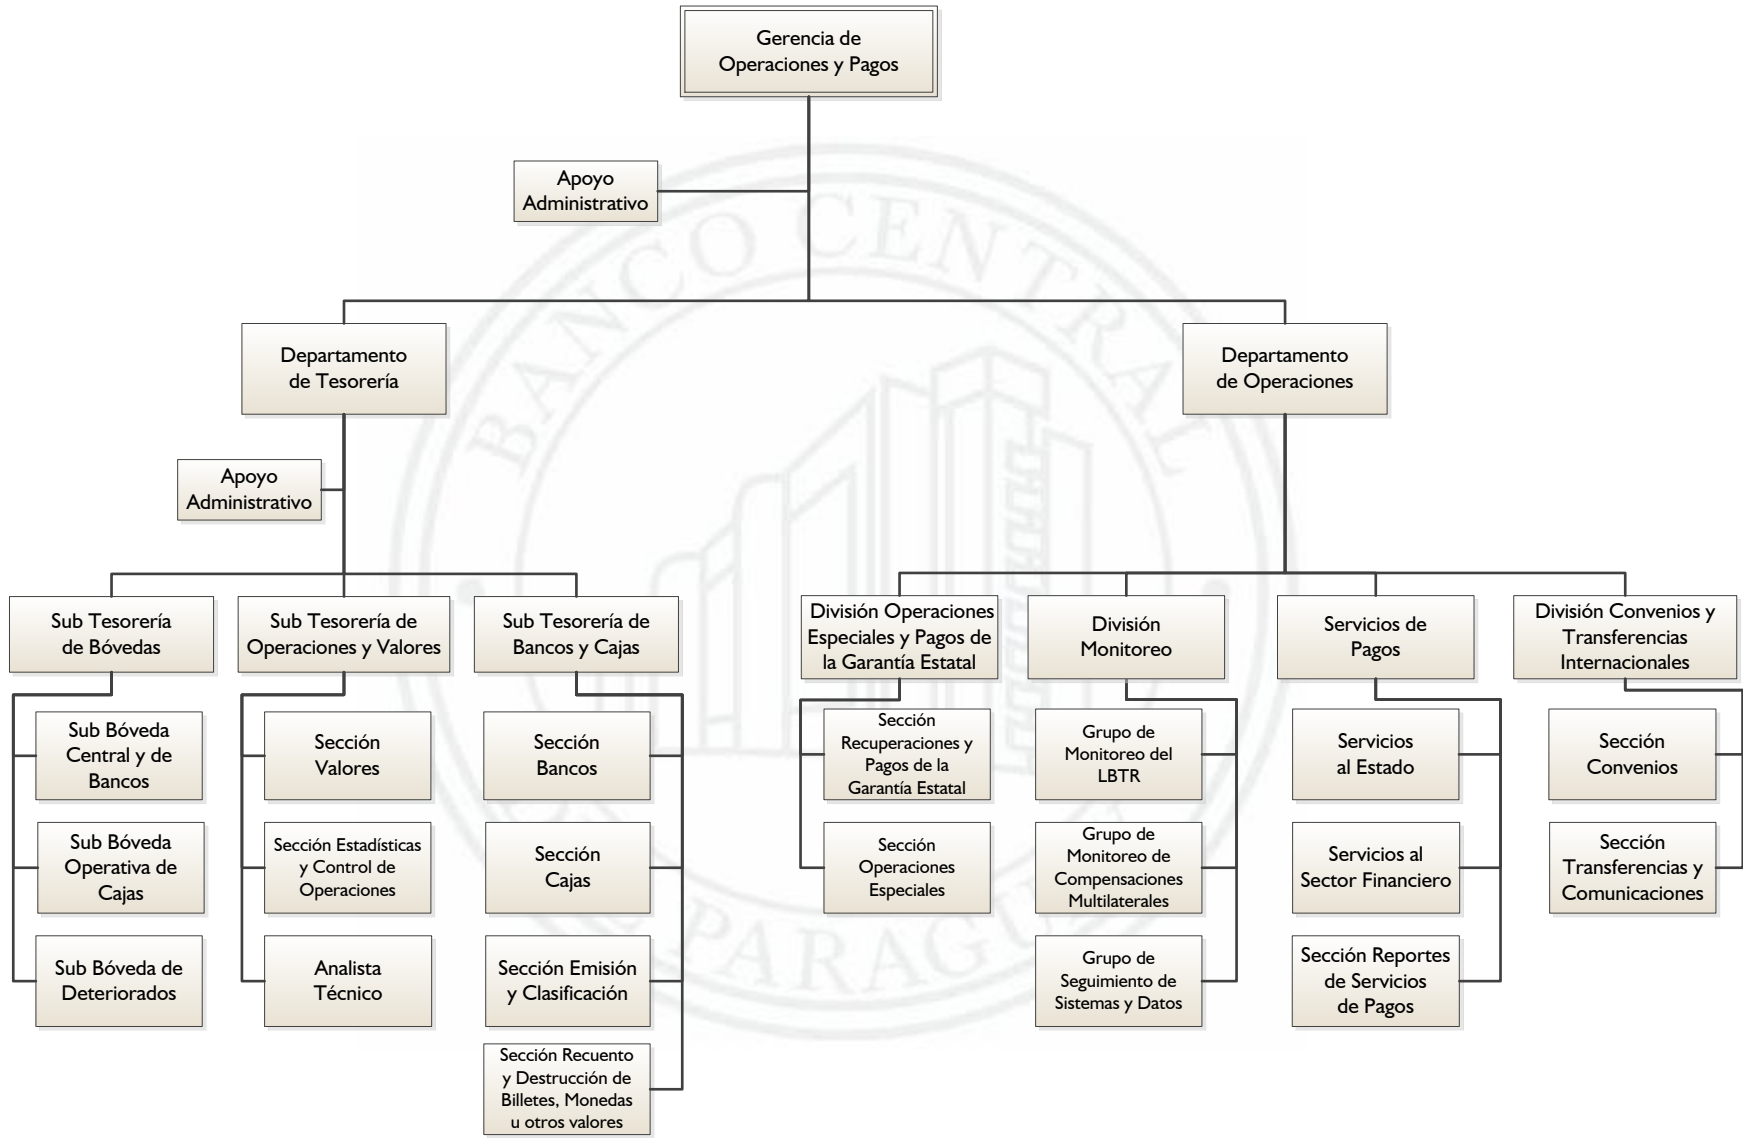 Gerencia de
Operaciones y Pagos
Apoyo
Administrativo
Departamento
de Tesorería
Departamento
de Operaciones
Apoyo
Administrativo
Sub Tesorería
de Bóvedas
Sub Tesorería de
Operaciones y Valores
Sub Tesorería de
Bancos y Cajas
División Operaciones
Especiales y Pagos de
la Garantía Estatal
División
Monitoreo
Servicios de
Pagos
División Convenios y
Transferencias
Internacionales
Sub Bóveda
Central y de
Bancos
Sección
Valores
Sección
Bancos
Sección
Recuperaciones y
Pagos de la
Garantía Estatal
Grupo de
Monitoreo del
LBTR
Servicios
al Estado
Sección
Convenios
Sub Bóveda
Operativa de
Cajas
Sección Estadísticas
y Control de
Operaciones
Sección
Cajas
Sección
Operaciones
Especiales
Grupo de
Monitoreo de
Compensaciones
Multilaterales
Servicios al
Sector Financiero
Sección
Transferencias y
Comunicaciones
Sub Bóveda de
Deteriorados
Analista
Técnico
Sección Emisión
y Clasificación
Grupo de
Seguimiento de
Sistemas y Datos
Sección Reportes
de Servicios
de Pagos
Sección Recuento
y Destrucción de
Billetes, Monedas
u otros valores
BANCO CENTRAL
PARAGUAY